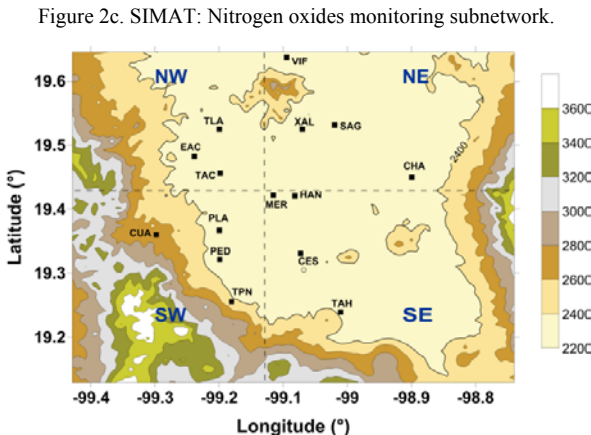 Figure 2c. SIMAT: Nitrogen oxides monitoring subnetwork.
NW
NE
VIF
TLA
XAL
SAG
EAC
TAC
CHA
2400
MER
HAN
PLA
CUA
PED
CES
TPN
TAH
SW
SE
19.6
19.5
19.4
19.3
19.2
Latitude (°)
-99.4 -99.3 -99.2 -99.1 -99 -98.9 -98.8
Longitude (°)
3600
3400
3200
3000
2800
2600
2400
2200